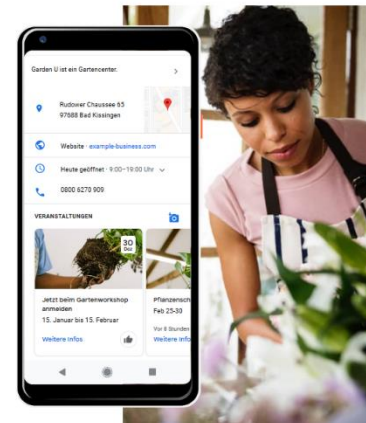 Garden U ist ein Gartencenter.
Rudower Chaussee 65
97688 Bad Kissingen
Website · example-business.com
Heute geöffnet · 9:00–19:00 Uhr
0800 6270 909
VERANSTALTUNGEN
30
Dez
Jetzt beim Gartenworkshop
anmelden
15. Januar bis 15. Februar
Weitere Infos
Pflanzensch
Feb 25-30
Vor 8 Stunden
Weitere Info